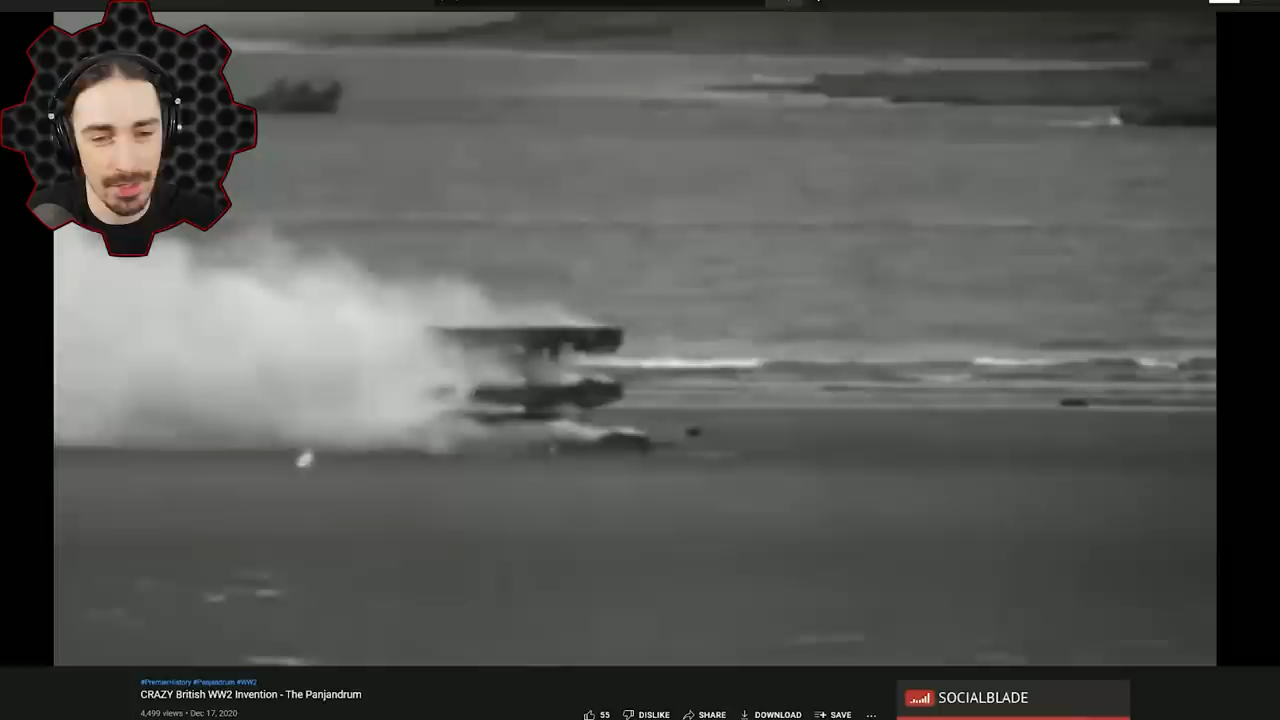 #PremierHistory #Panjandrum #WW2
CRAZY British WW2 Invention - The Panjandrum
4,499 views • Dec 17, 2020
55 DISLIKE SHARE DOWNLOAD SAVE ...
SOCIALBLADE